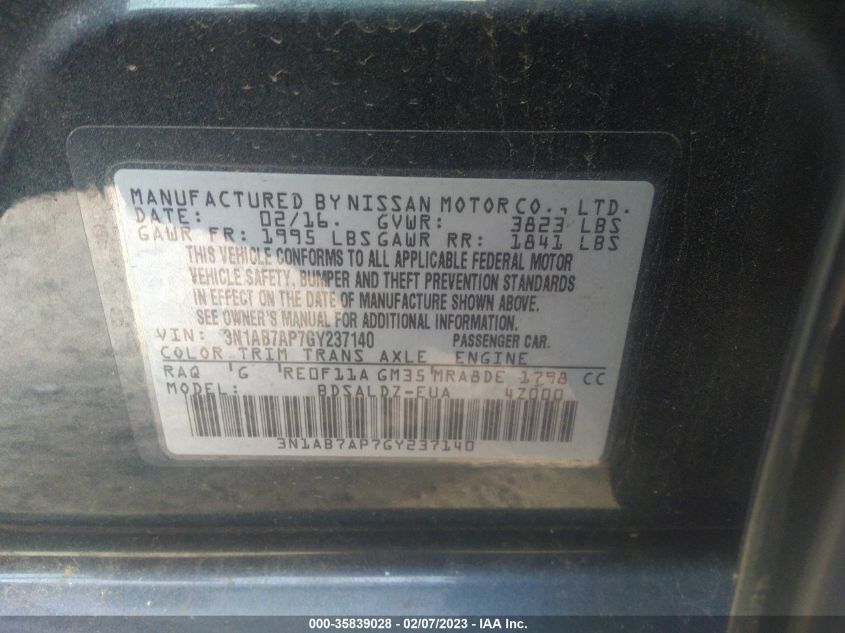 MANUFACTURED BY NISSAN MOTOR CO., LTD.
DATE: 02/16. GVWR: 3823 LBS
GAWR FR: 1995 LBS GAWR RR: 1841 LBS
THIS VEHICLE CONFORMS TO ALL APPLICABLE FEDERAL MOTOR
VEHICLE SAFETY, BUMPER AND THEFT PREVENTION STANDARDS
IN EFFECT ON THE DATE OF MANUFACTURE SHOWN ABOVE.
SEE OWNER'S MANUAL FOR ADDITIONAL INFORMATION.
VIN: 3N1AB7AP7GY237140 PASSENGER CAR.
COLOR TRIM TRANS AXLE ENGINE
RAQ G RE0F11A GM35 MRA8DE 1798 CC
MODEL: BDSALDZ-EUA 4Z000
3N1AB7AP7GY237140
000-35839028 - 02/07/2023 - IAA Inc.